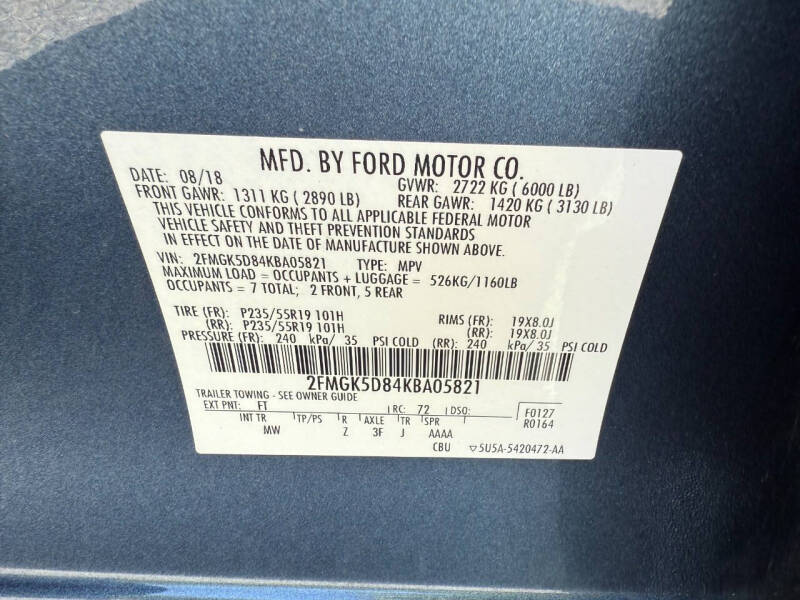 MFD. BY FORD MOTOR CO.
DATE: 08/18 GVWR: 2722 KG ( 6000 LB)
FRONT GAWR: 1311 KG ( 2890 LB) REAR GAWR: 1420 KG ( 3130 LB)
THIS VEHICLE CONFORMS TO ALL APPLICABLE FEDERAL MOTOR
VEHICLE SAFETY AND THEFT PREVENTION STANDARDS
IN EFFECT ON THE DATE OF MANUFACTURE SHOWN ABOVE.
VIN: 2FMGK5D84KBA05821 TYPE: MPV
MAXIMUM LOAD = OCCUPANTS + LUGGAGE = 526KG/1160LB
OCCUPANTS = 7 TOTAL; 2 FRONT, 5 REAR
TIRE (FR): P235/55R19 101H RIMS (FR): 19X8.0J
(RR): P235/55R19 101H (RR): 19X8.0J
PRESSURE (FR): 240 kPa/ 35 PSI COLD (RR): 240 kPa/ 35 PSI COLD
2FMGK5D84KBA05821
TRAILER TOWING - SEE OWNER GUIDE
EXT PNT: FT RC: 72 DSO: F0127
INT TR TP/PS R AXLE TR SPR R0164
MW Z 3F J AAAA
CBU ▽5U5A-5420472-AA